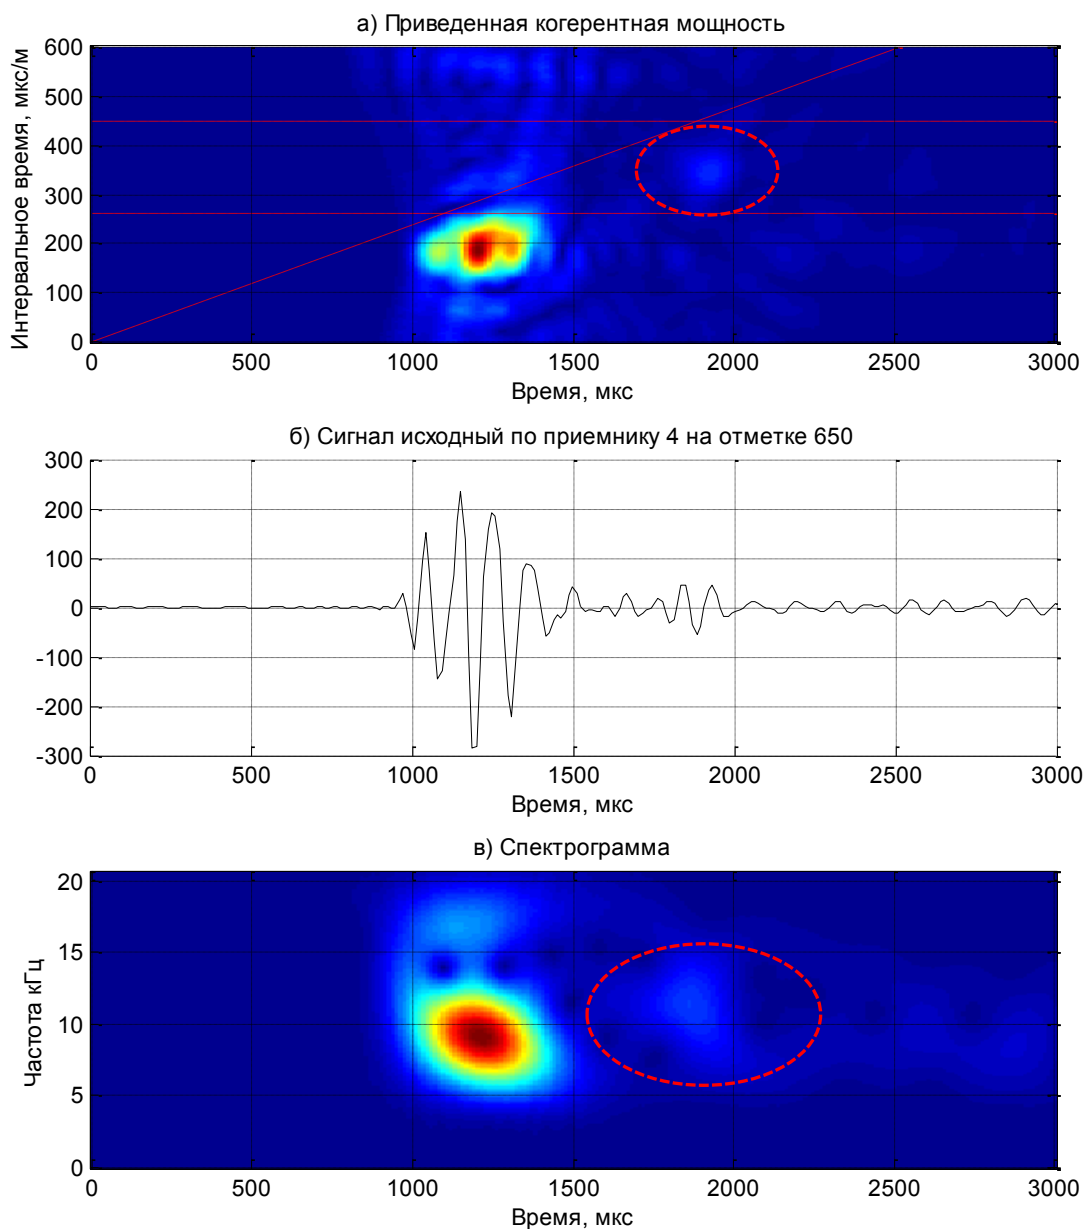 а) Приведенная когерентная мощность
Интервальное время, мкс/м
600
500
400
300
200
100
0
0 500 1000 1500 2000 2500 3000
Время, мкс
б) Сигнал исходный по приемнику 4 на отметке 650
300
200
100
0
-100
-200
-300
0 500 1000 1500 2000 2500 3000
Время, мкс
в) Спектрограмма
Частота кГц
20
15
10
5
0
0 500 1000 1500 2000 2500 3000
Время, мкс